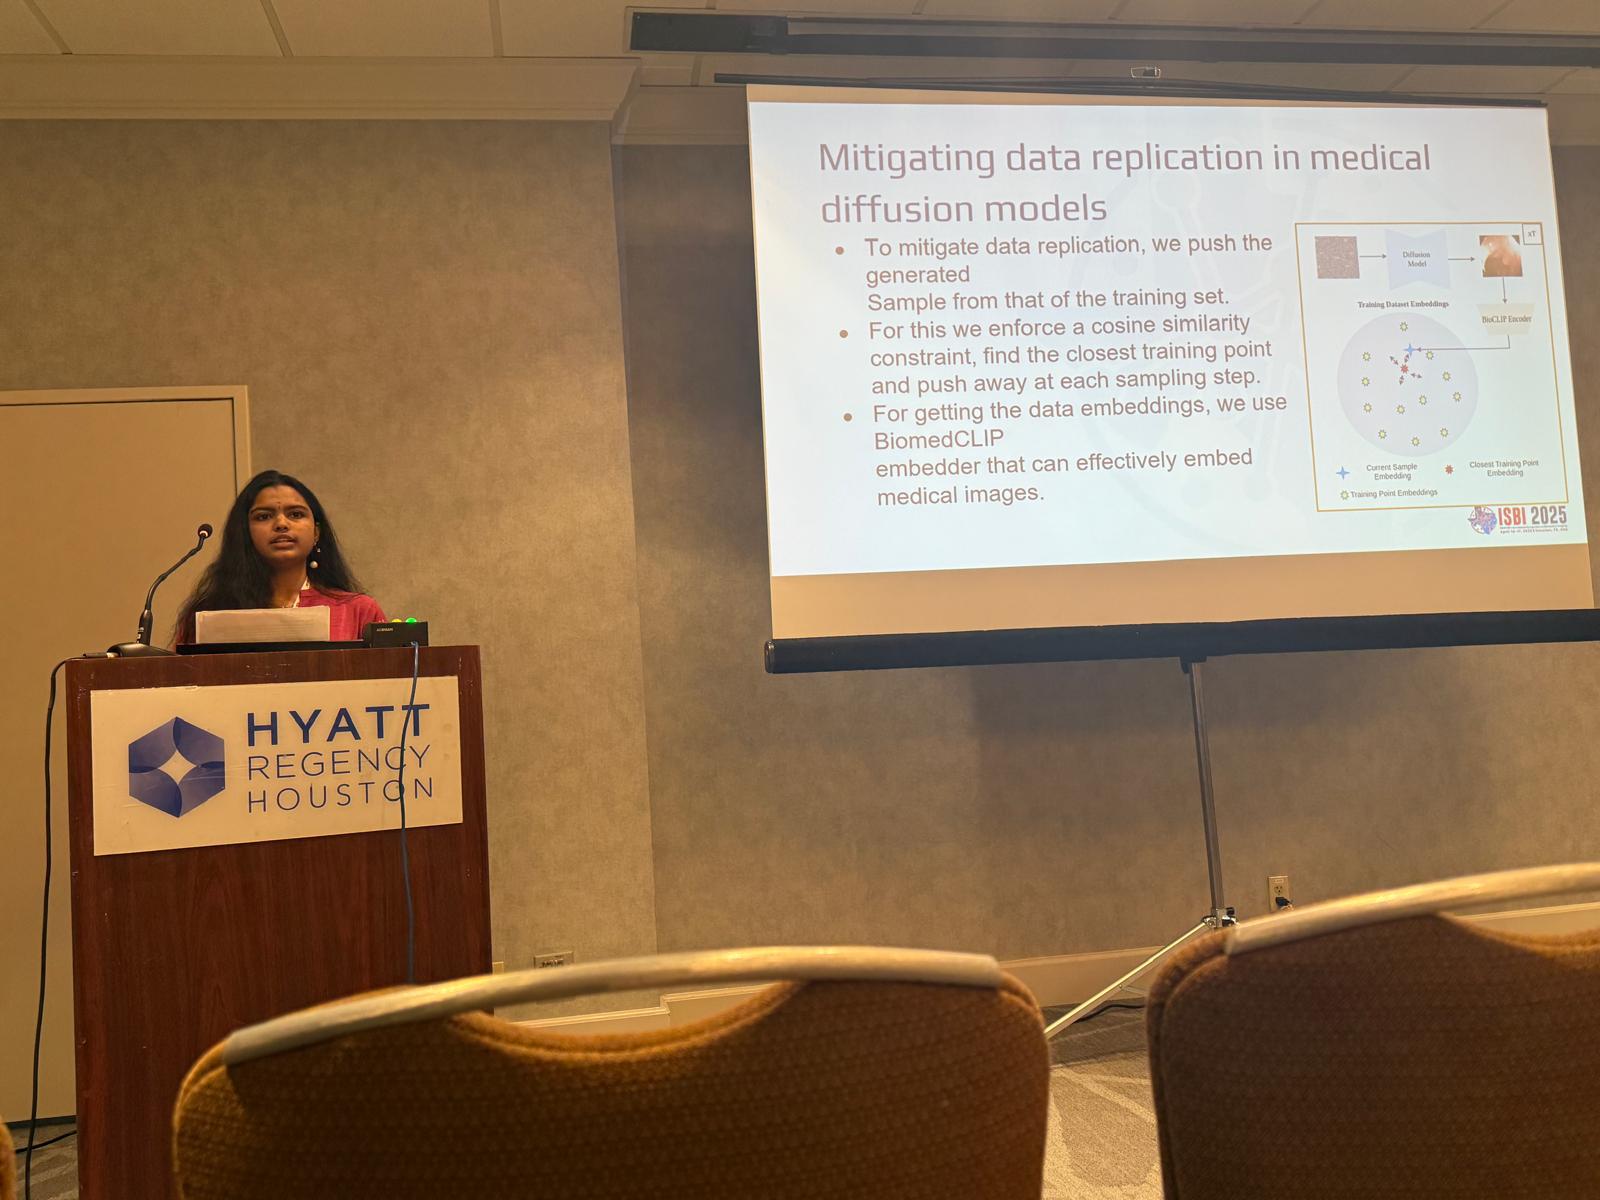 Mitigating data replication in medical
diffusion models
To mitigate data replication, we push the
generated
Sample from that of the training set.
For this we enforce a cosine similarity
constraint, find the closest training point
and push away at each sampling step.
For getting the data embeddings, we use
BiomedCLIP
embedder that can effectively embed
medical images.
xT
Diffusion
Model
Training Dataset Embeddings
BioCLIP Encoder
Current Sample
Embedding
Closest Training Point
Embedding
Training Point Embeddings
ISBI 2025
HYATT
REGENCY
HOUSTON